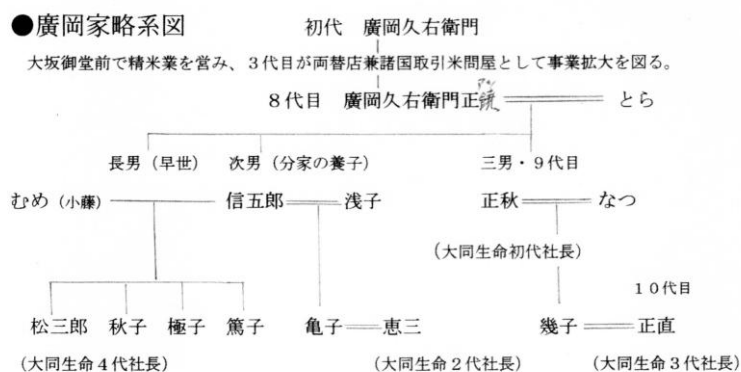 ●廣岡家略系図
初代 廣岡久右衛門
大坂御堂前で精米業を営み、３代目が両替店兼諸国取引米問屋として事業拡大を図る。
８代目 廣岡久右衛門正饒 とら
長男（早世） 次男（分家の養子） 三男・９代目
むめ（小藤） 信五郎 浅子 正秋 なつ
（大同生命初代社長）
１０代目
松三郎 秋子 極子 篤子 亀子 恵三 幾子 正直
（大同生命４代社長） （大同生命２代社長） （大同生命３代社長）